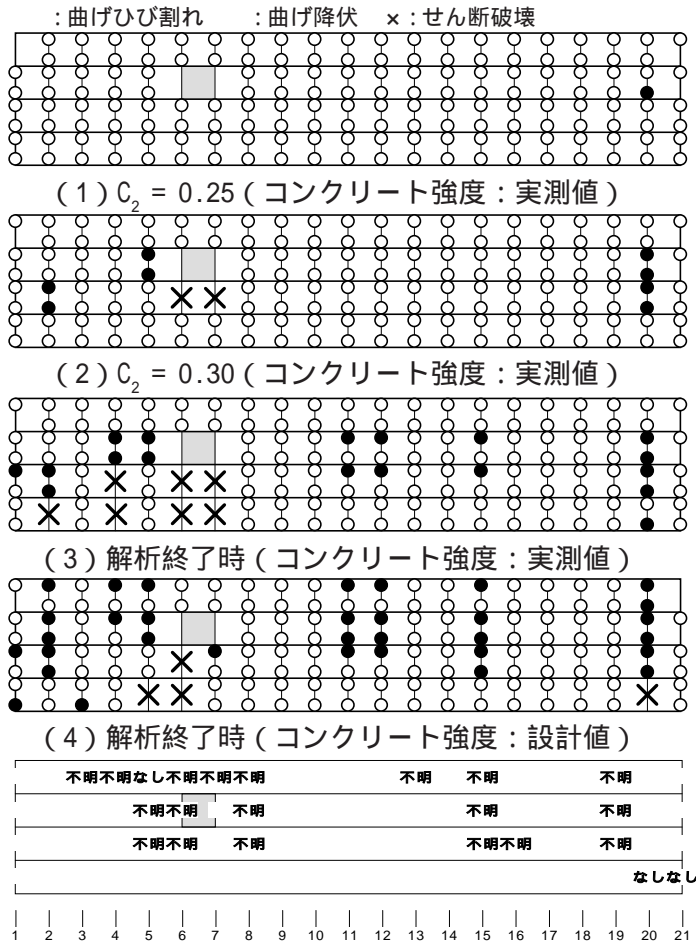 :曲げひび割れ :曲げ降伏 ×:せん断破壊
(1)C₂ = 0.25(コンクリート強度:実測値)
(2)C₂ = 0.30(コンクリート強度:実測値)
(3)解析終了時(コンクリート強度:実測値)
(4)解析終了時(コンクリート強度:設計値)
不明不明なし不明不明不明 不明 不明 不明
不明不明 不明 不明 不明
不明不明 不明 不明不明 不明
なしなし
1 2 3 4 5 6 7 8 9 10 11 12 13 14 15 16 17 18 19 20 21